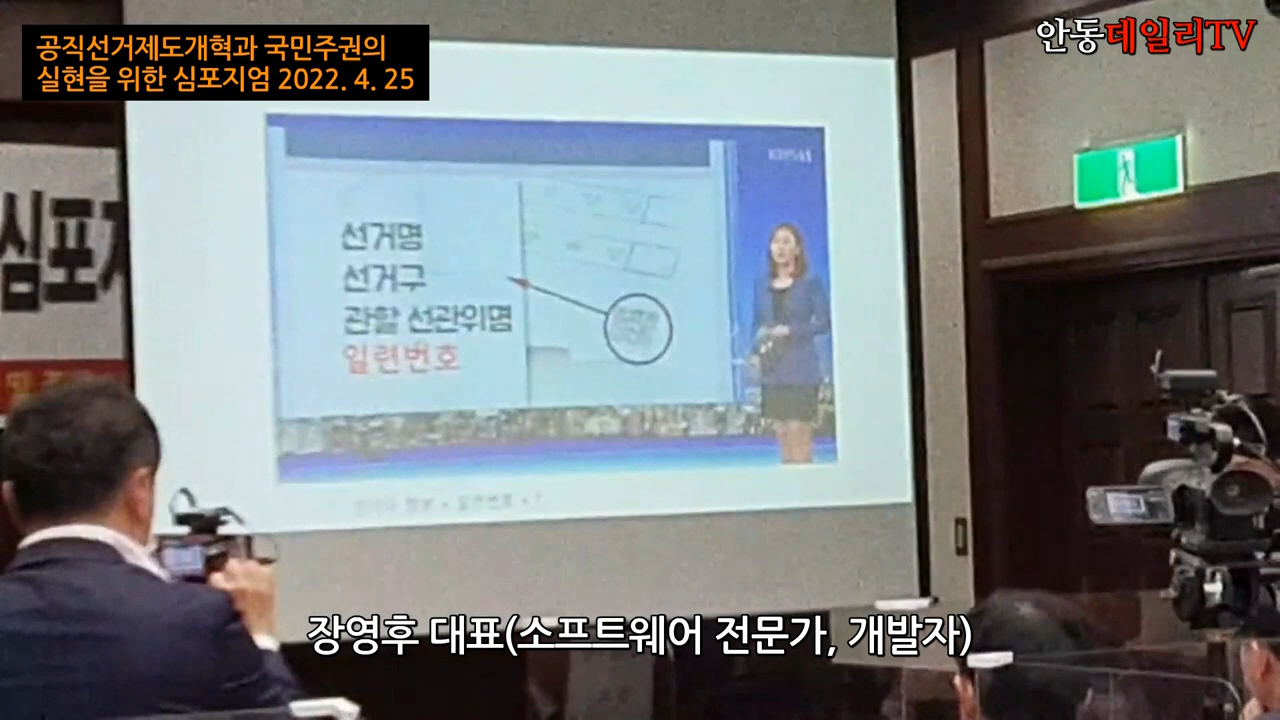 공직선거제도개혁과 국민주권의
실현을 위한 심포지엄 2022. 4. 25
안동데일리TV
심포지
선거명
선거구
관할 선관위명
일련번호
장영후 대표(소프트웨어 전문가, 개발자)